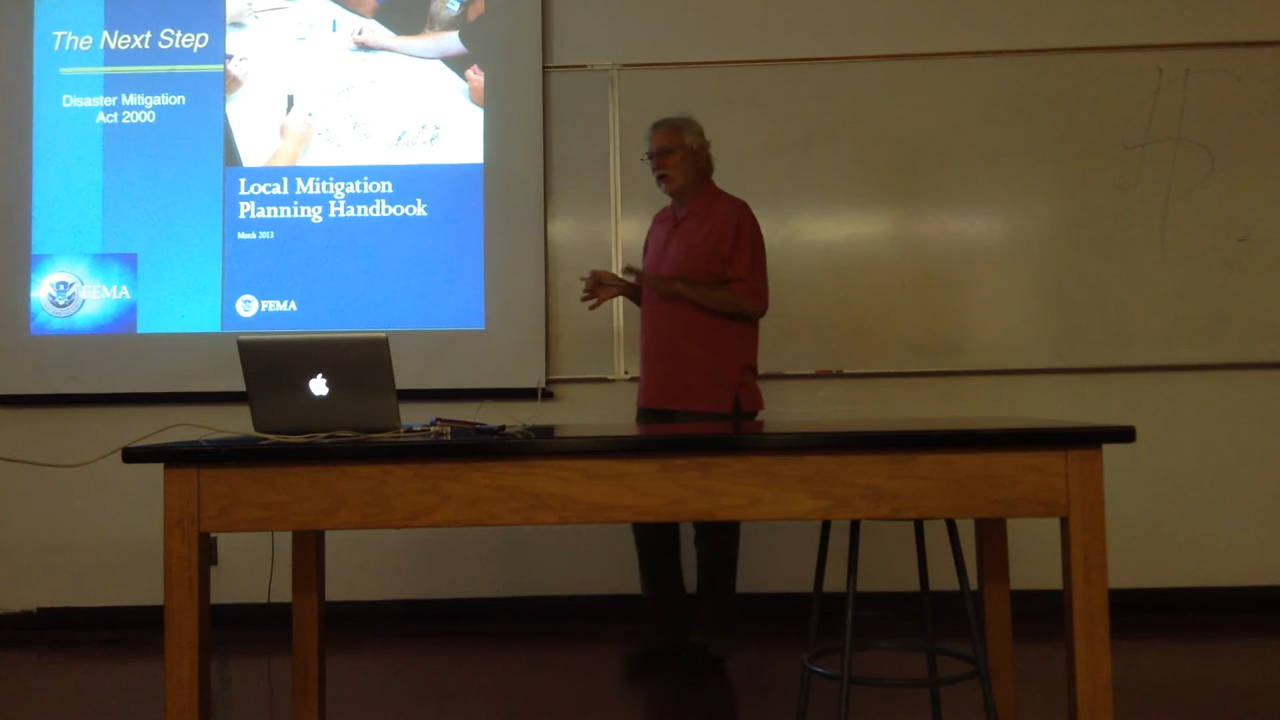 The Next Step
Disaster Mitigation
Act 2000
FEMA
Local Mitigation
Planning Handbook
March 2013
FEMA